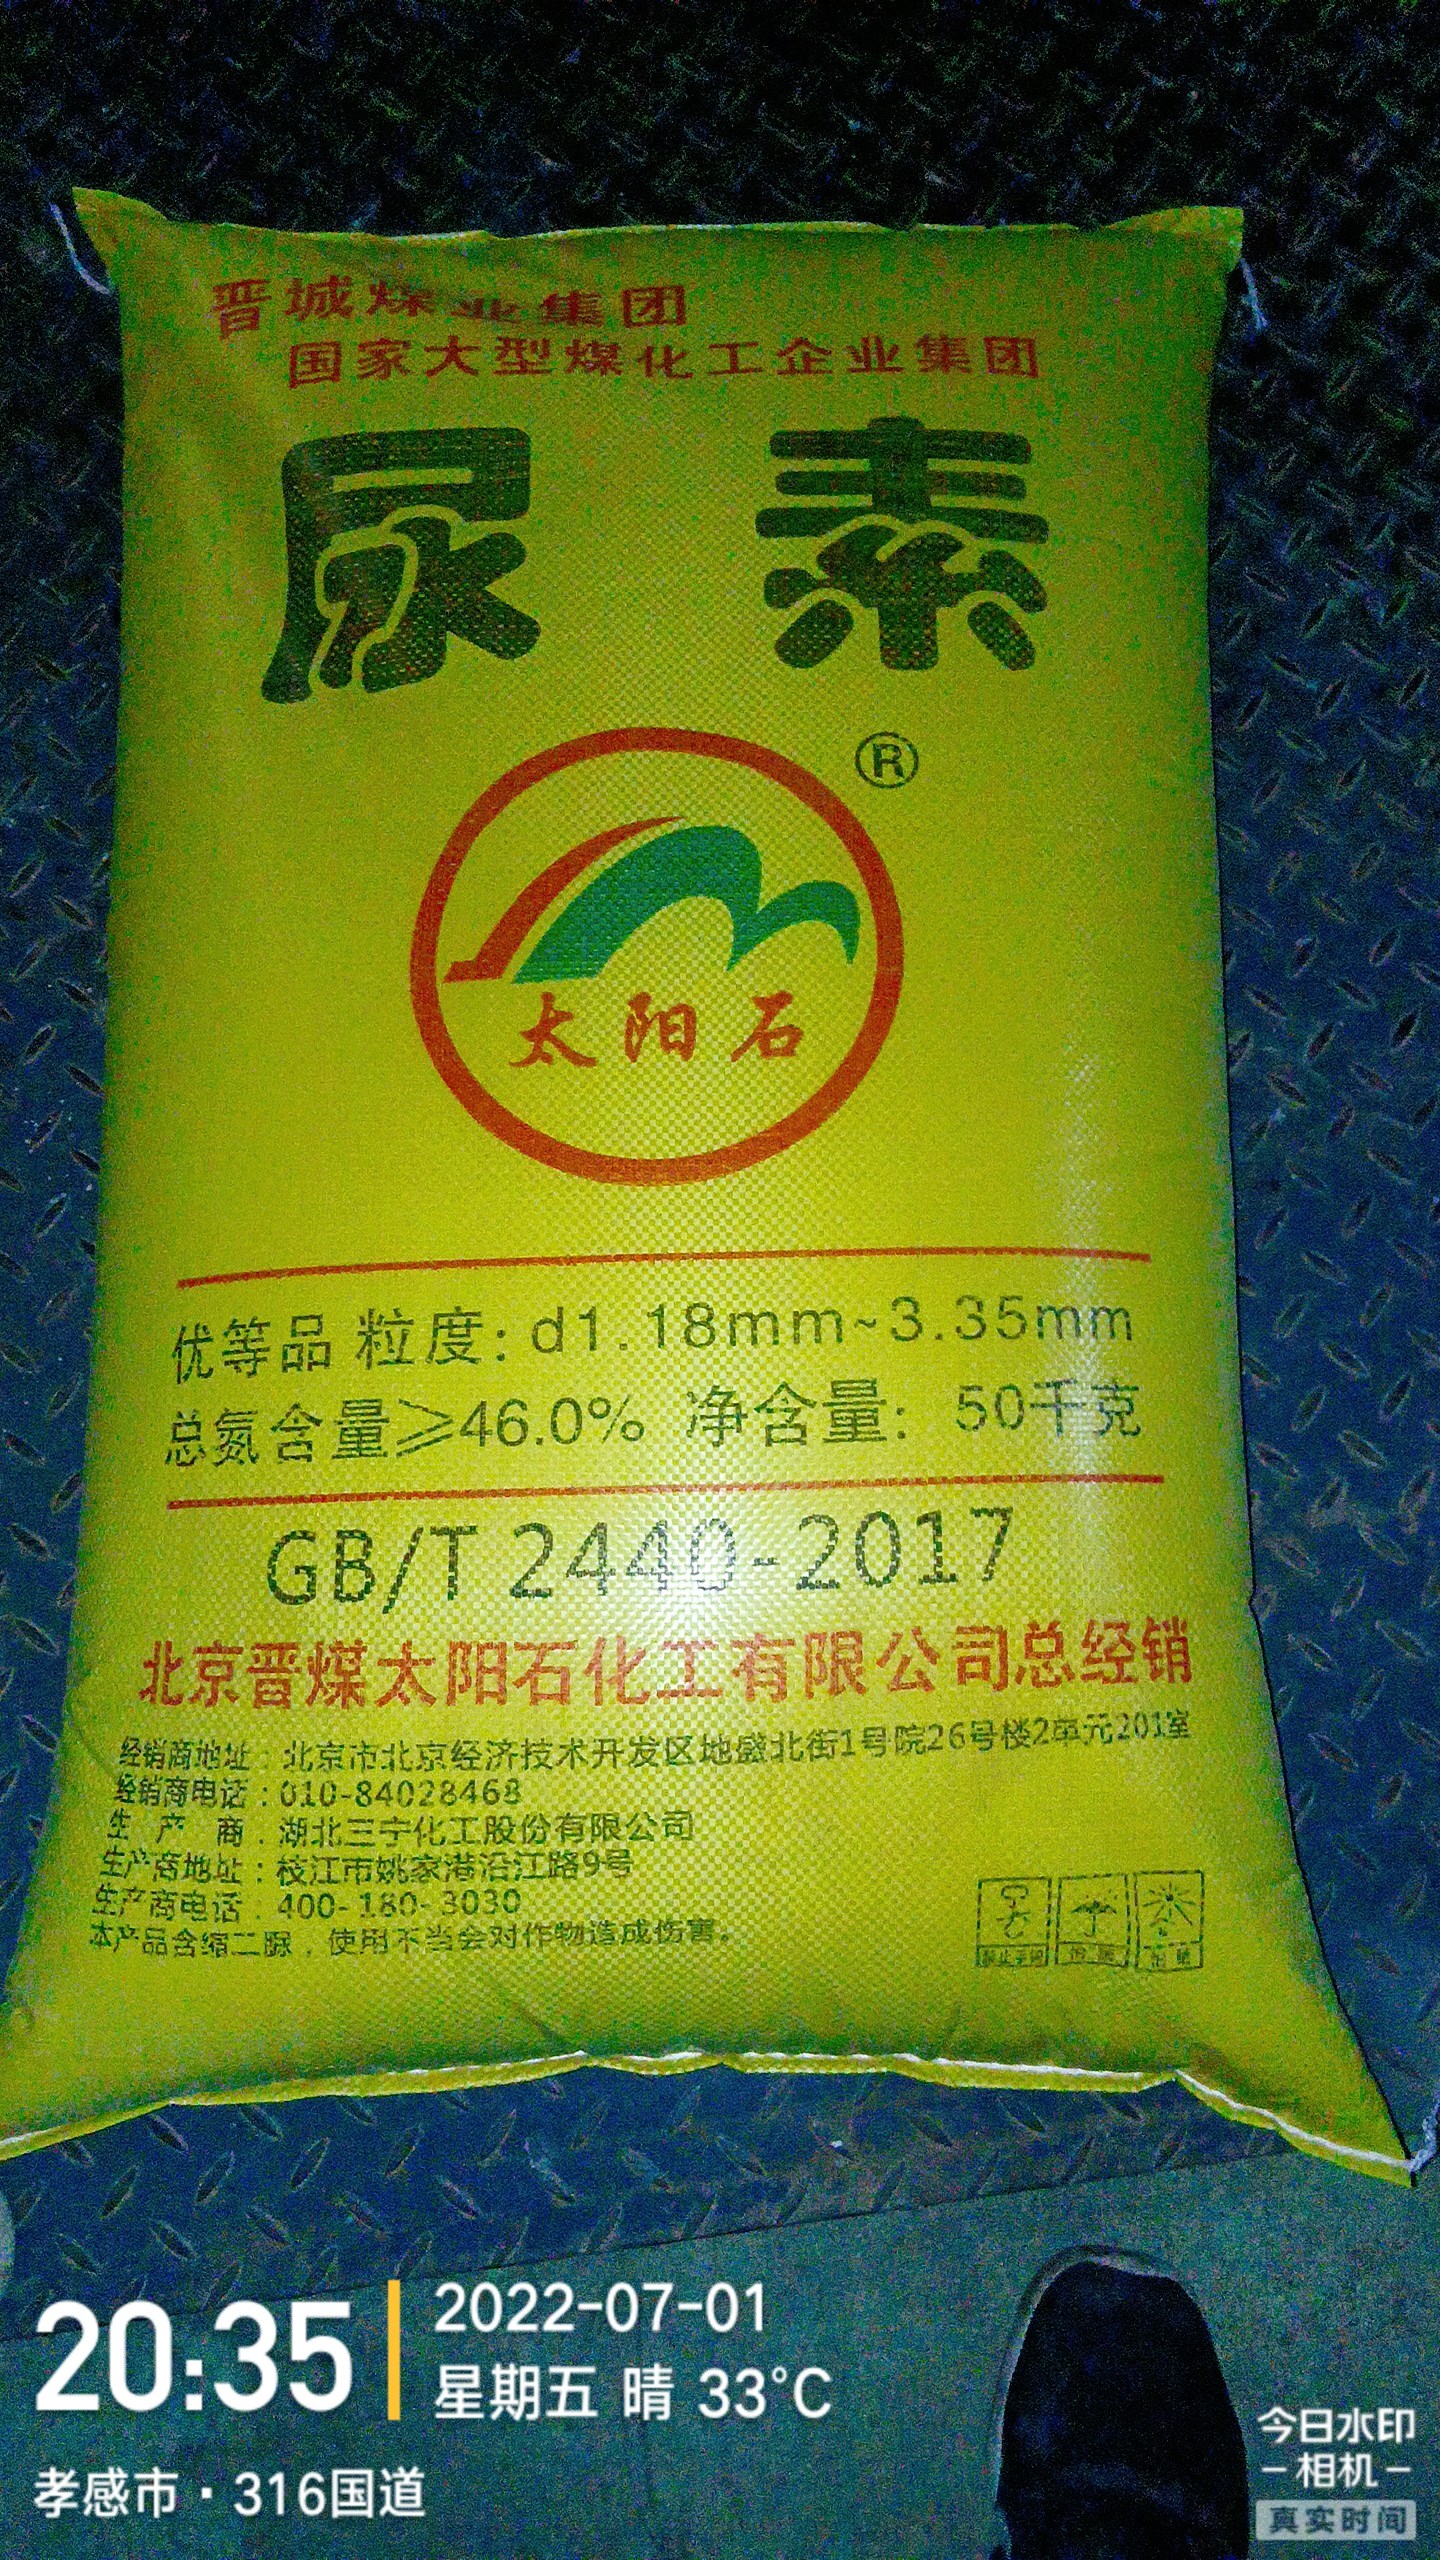 晋城煤业集团
国家大型煤化工企业集团
尿素
®
太阳石
优等品 粒度: d1.18mm~3.35mm
总氮含量≥46.0% 净含量: 50千克
GB/T 2440-2017
北京晋煤太阳石化工有限公司总经销
经销商地址:北京市北京经济技术开发区地盛北街1号院26号楼2单元201室
经销商电话:010-84028468
生产商:湖北三宁化工股份有限公司
生产商地址:枝江市姚家港沿江路9号
生产商电话:400-180-3030
本产品含缩二脲,使用不当会对作物造成伤害。
20:35
2022-07-01
星期五 晴 33°C
孝感市·316国道
今日水印
-相机-
真实时间